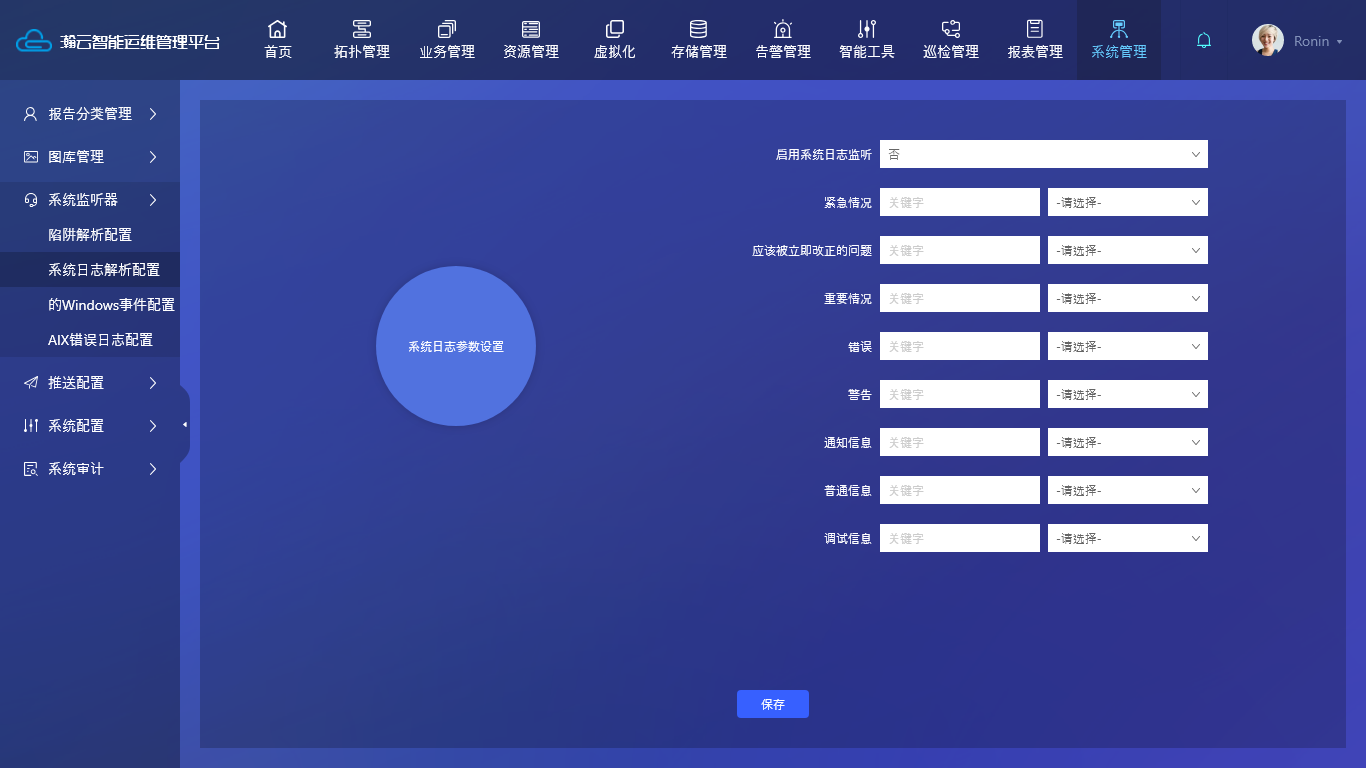 瀚云智能运维管理平台
首页
拓扑管理
业务管理
资源管理
虚拟化
存储管理
告警管理
智能工具
巡检管理
报表管理
系统管理
Ronin
报告分类管理
图库管理
系统监听器
陷阱解析配置
系统日志解析配置
的Windows事件配置
AIX错误日志配置
推送配置
系统配置
系统审计
系统日志参数设置
启用系统日志监听 否
紧急情况 关键字 -请选择-
应该被立即改正的问题 关键字 -请选择-
重要情况 关键字 -请选择-
错误 关键字 -请选择-
警告 关键字 -请选择-
通知信息 关键字 -请选择-
普通信息 关键字 -请选择-
调试信息 关键字 -请选择-
保存